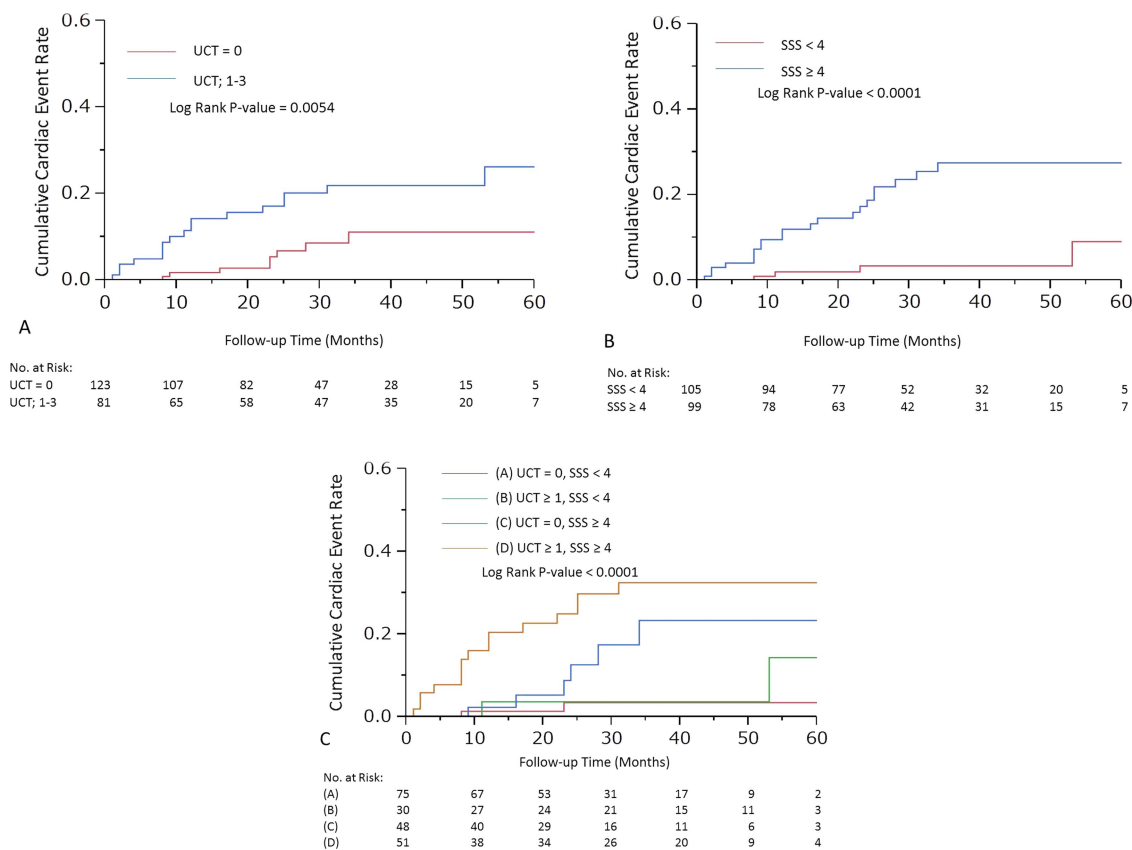 0.6
UCT = 0
UCT; 1-3
Log Rank P-value = 0.0054
0.4
0.2
0.0
Cumulative Cardiac Event Rate
0 10 20 30 40 50 60
A
Follow-up Time (Months)
No. at Risk:
UCT = 0 123 107 82 47 28 15 5
UCT; 1-3 81 65 58 47 35 20 7
0.6
SSS < 4
SSS ≥ 4
Log Rank P-value < 0.0001
0.4
0.2
0.0
Cumulative Cardiac Event Rate
0 10 20 30 40 50 60
B
Follow-up Time (Months)
No. at Risk:
SSS < 4 105 94 77 52 32 20 5
SSS ≥ 4 99 78 63 42 31 15 7
0.6
(A) UCT = 0, SSS < 4
(B) UCT ≥ 1, SSS < 4
(C) UCT = 0, SSS ≥ 4
(D) UCT ≥ 1, SSS ≥ 4
Log Rank P-value < 0.0001
0.4
0.2
0.0
Cumulative Cardiac Event Rate
0 10 20 30 40 50 60
C
Follow-up Time (Months)
No. at Risk:
(A) 75 67 53 31 17 9 2
(B) 30 27 24 21 15 11 3
(C) 48 40 29 16 11 6 3
(D) 51 38 34 26 20 9 4